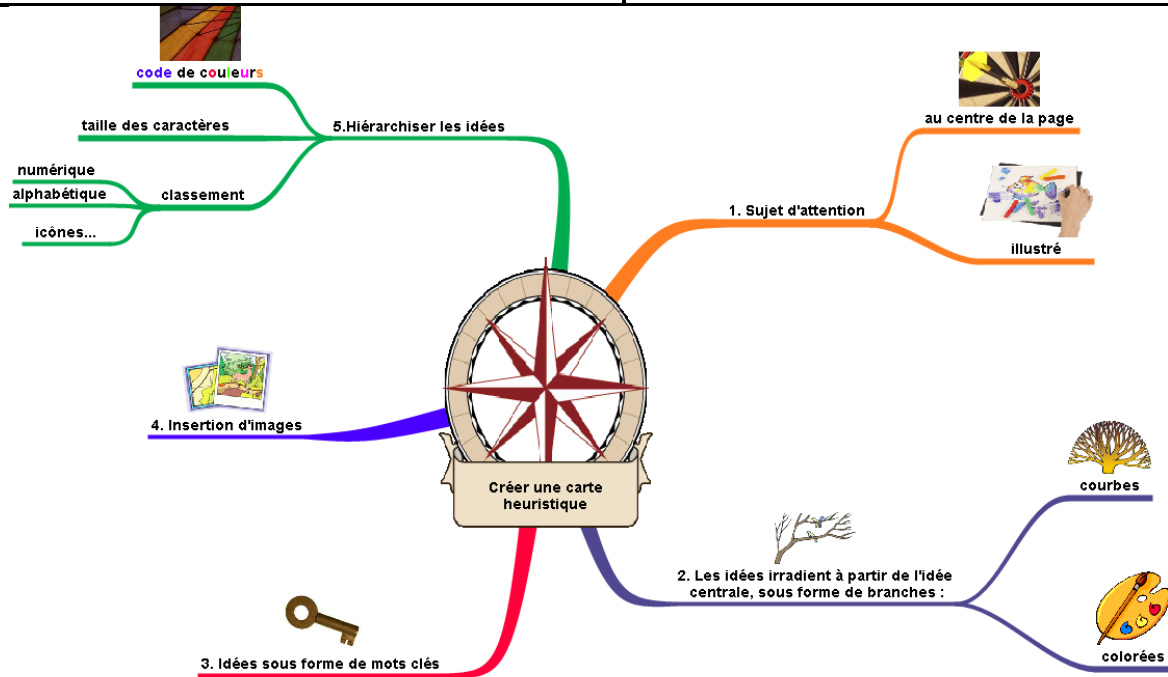 Créer une carte
heuristique
1. Sujet d'attention
au centre de la page
illustré
2. Les idées irradient à partir de l'idée
centrale, sous forme de branches :
courbes
colorées
3. Idées sous forme de mots clés
4. Insertion d'images
5.Hiérarchiser les idées
code de couleurs
taille des caractères
classement
numérique
alphabétique
icônes...